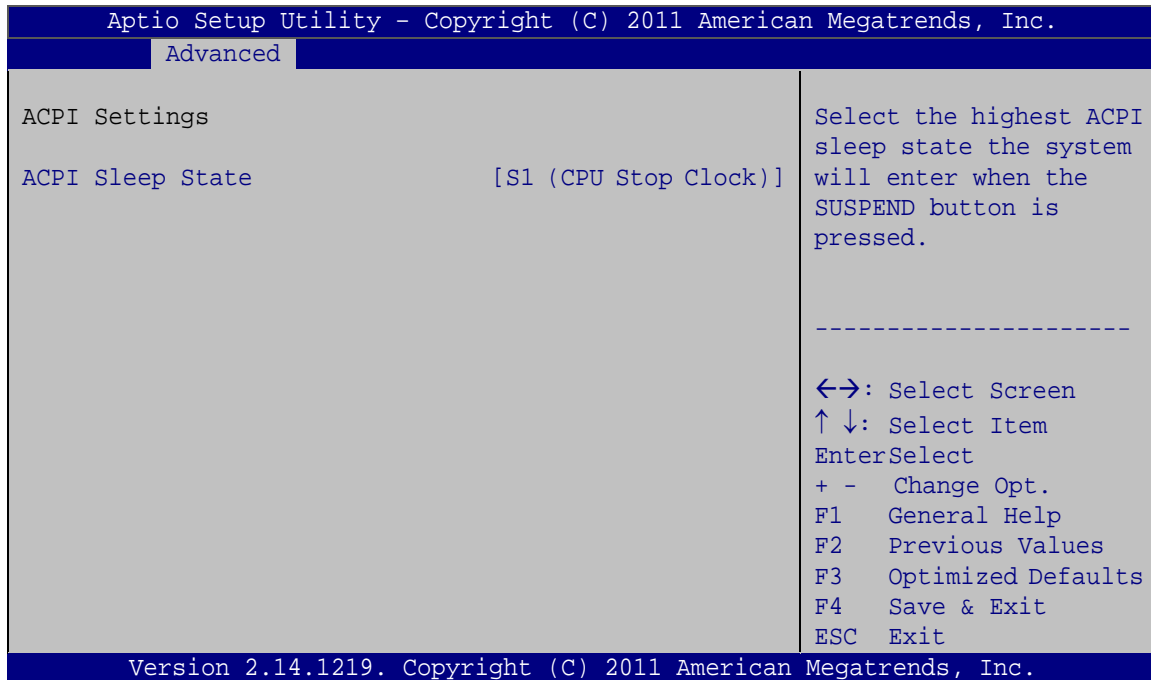 Aptio Setup Utility – Copyright (C) 2011 American Megatrends, Inc.
Advanced
ACPI Settings
ACPI Sleep State [S1 (CPU Stop Clock)]
Select the highest ACPI
sleep state the system
will enter when the
SUSPEND button is
pressed.
----------------------
←→: Select Screen
↑ ↓: Select Item
EnterSelect
+ - Change Opt.
F1 General Help
F2 Previous Values
F3 Optimized Defaults
F4 Save & Exit
ESC Exit
Version 2.14.1219. Copyright (C) 2011 American Megatrends, Inc.